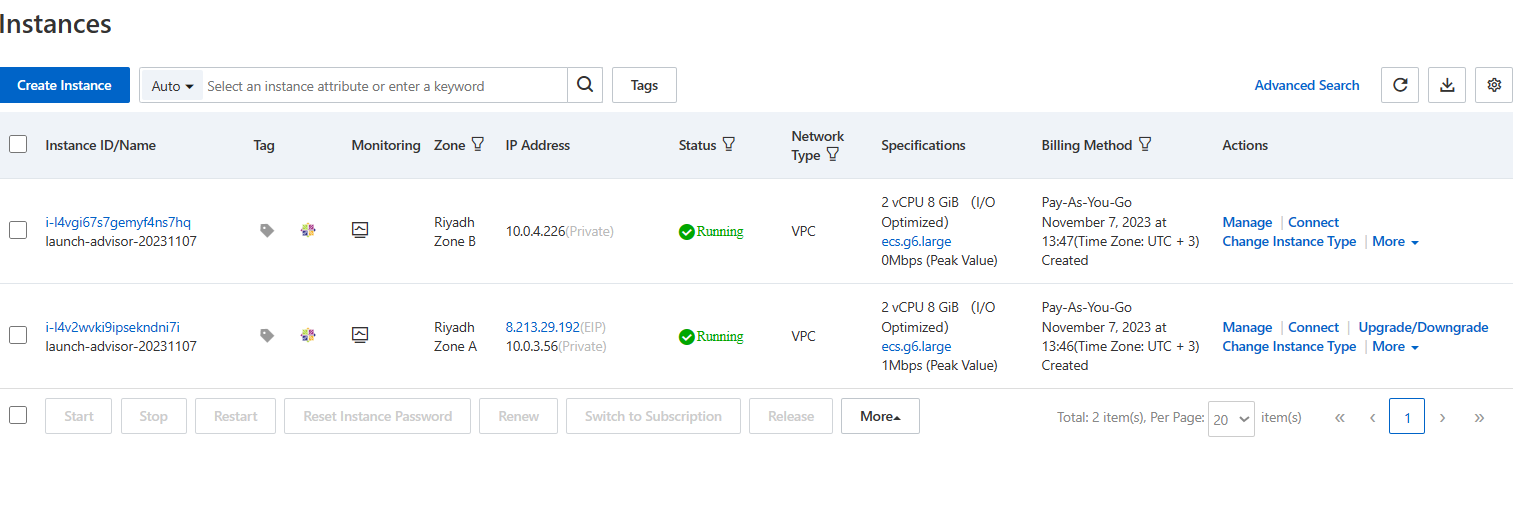 Instances
Create Instance Auto Select an instance attribute or enter a keyword Tags Advanced Search
Instance ID/Name Tag Monitoring Zone IP Address Status Network Type Specifications Billing Method Actions
i-l4vgi67s7gemyf4ns7hq
launch-advisor-20231107
Riyadh
Zone B
10.0.4.226(Private)
Running
VPC
2 vCPU 8 GiB (I/O
Optimized)
ecs.g6.large
0Mbps (Peak Value)
Pay-As-You-Go
November 7, 2023 at
13:47(Time Zone: UTC + 3)
Created
Manage | Connect
Change Instance Type | More
i-l4v2wvki9ipsekndni7i
launch-advisor-20231107
Riyadh
Zone A
8.213.29.192(EIP)
10.0.3.56(Private)
Running
VPC
2 vCPU 8 GiB (I/O
Optimized)
ecs.g6.large
1Mbps (Peak Value)
Pay-As-You-Go
November 7, 2023 at
13:46(Time Zone: UTC + 3)
Created
Manage | Connect | Upgrade/Downgrade
Change Instance Type | More
Start Stop Restart Reset Instance Password Renew Switch to Subscription Release More Total: 2 item(s), Per Page: 20 item(s) « ‹ 1 › »